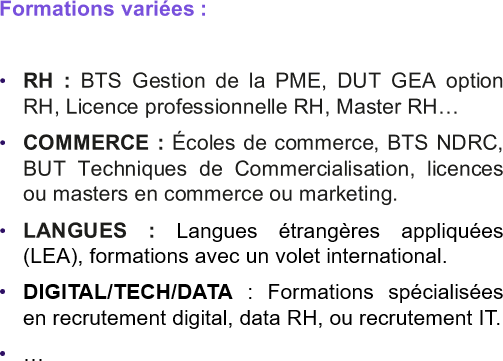 Formations variées :
• RH : BTS Gestion de la PME, DUT GEA option
RH, Licence professionnelle RH, Master RH…
• COMMERCE : Écoles de commerce, BTS NDRC,
BUT Techniques de Commercialisation, licences
ou masters en commerce ou marketing.
• LANGUES : Langues étrangères appliquées
(LEA), formations avec un volet international.
• DIGITAL/TECH/DATA : Formations spécialisées
en recrutement digital, data RH, ou recrutement IT.
• …